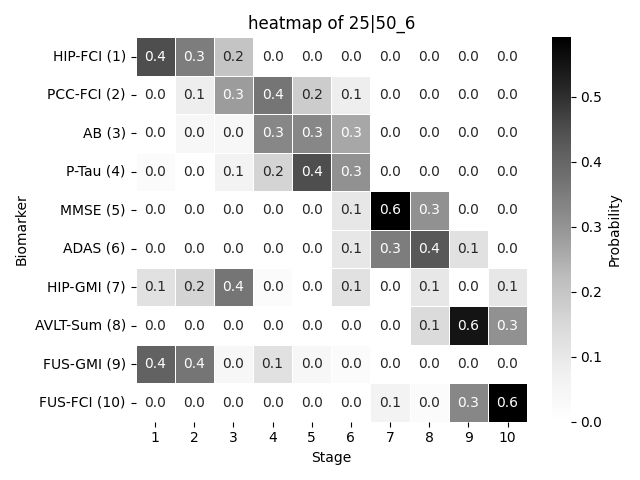 heatmap of 25|50_6
HIP-FCI (1) 0.4 0.3 0.2 0.0 0.0 0.0 0.0 0.0 0.0 0.0
PCC-FCI (2) 0.0 0.1 0.3 0.4 0.2 0.1 0.0 0.0 0.0 0.0
AB (3) 0.0 0.0 0.0 0.3 0.3 0.3 0.0 0.0 0.0 0.0
P-Tau (4) 0.0 0.0 0.1 0.2 0.4 0.3 0.0 0.0 0.0 0.0
MMSE (5) 0.0 0.0 0.0 0.0 0.0 0.1 0.6 0.3 0.0 0.0
ADAS (6) 0.0 0.0 0.0 0.0 0.0 0.1 0.3 0.4 0.1 0.0
HIP-GMI (7) 0.1 0.2 0.4 0.0 0.0 0.1 0.0 0.1 0.0 0.1
AVLT-Sum (8) 0.0 0.0 0.0 0.0 0.0 0.0 0.0 0.1 0.6 0.3
FUS-GMI (9) 0.4 0.4 0.0 0.1 0.0 0.0 0.0 0.0 0.0 0.0
FUS-FCI (10) 0.0 0.0 0.0 0.0 0.0 0.0 0.1 0.0 0.3 0.6
1 2 3 4 5 6 7 8 9 10
Stage
Biomarker
0.5
0.4
0.3
0.2
0.1
0.0
Probability